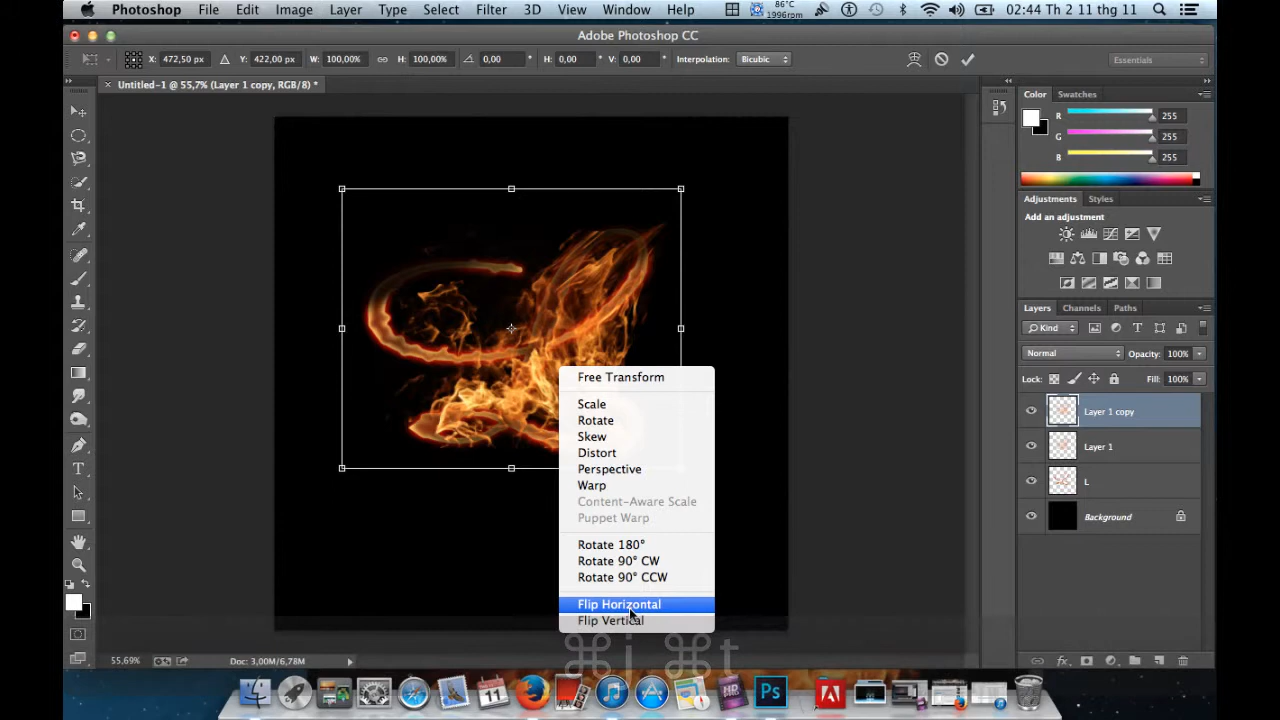 Photoshop File Edit Image Layer Type Select Filter 3D View Window Help 86°C 1996rpm 02:44 Th 2 11 thg 11
Adobe Photoshop CC
X: 472,50 px Y: 422,00 px W: 100,00% H: 100,00% 0,00 ° H: 0,00 ° V: 0,00 ° Interpolation: Bicubic Essentials
× Untitled-1 @ 55,7% (Layer 1 copy, RGB/8) *
Color Swatches
R 255
G 255
B 255
Adjustments Styles
Add an adjustment
Layers Channels Paths
Kind
Normal Opacity: 100%
Lock: Fill: 100%
Layer 1 copy
Layer 1
L
Background
Free Transform
Scale
Rotate
Skew
Distort
Perspective
Warp
Content-Aware Scale
Puppet Warp
Rotate 180°
Rotate 90° CW
Rotate 90° CCW
Flip Horizontal
Flip Vertical
⌘j ⌘t
55,69% Doc: 3,00M/6,78M
11
Ps